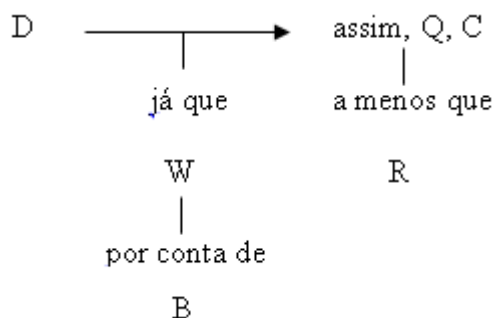 D assim, Q, C
já que a menos que
W R
por conta de
B